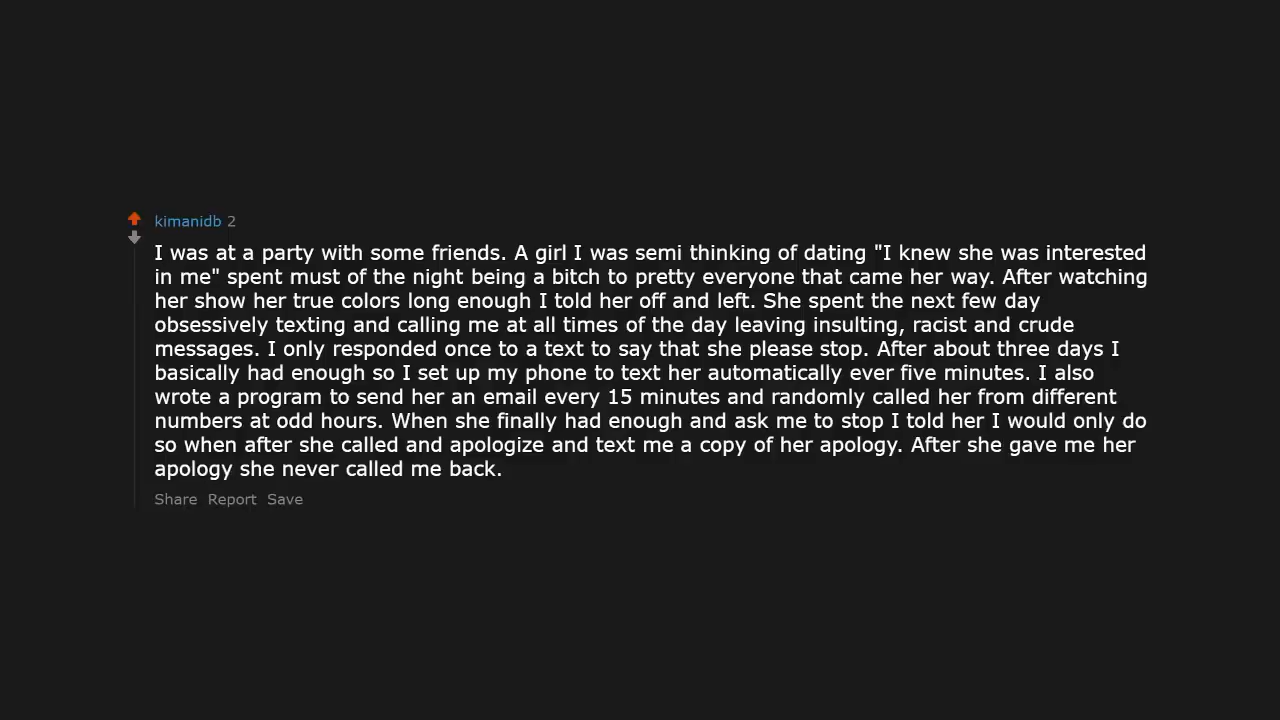 kimanidb 2
I was at a party with some friends. A girl I was semi thinking of dating "I knew she was interested
in me" spent must of the night being a bitch to pretty everyone that came her way. After watching
her show her true colors long enough I told her off and left. She spent the next few day
obsessively texting and calling me at all times of the day leaving insulting, racist and crude
messages. I only responded once to a text to say that she please stop. After about three days I
basically had enough so I set up my phone to text her automatically ever five minutes. I also
wrote a program to send her an email every 15 minutes and randomly called her from different
numbers at odd hours. When she finally had enough and ask me to stop I told her I would only do
so when after she called and apologize and text me a copy of her apology. After she gave me her
apology she never called me back.
Share Report Save